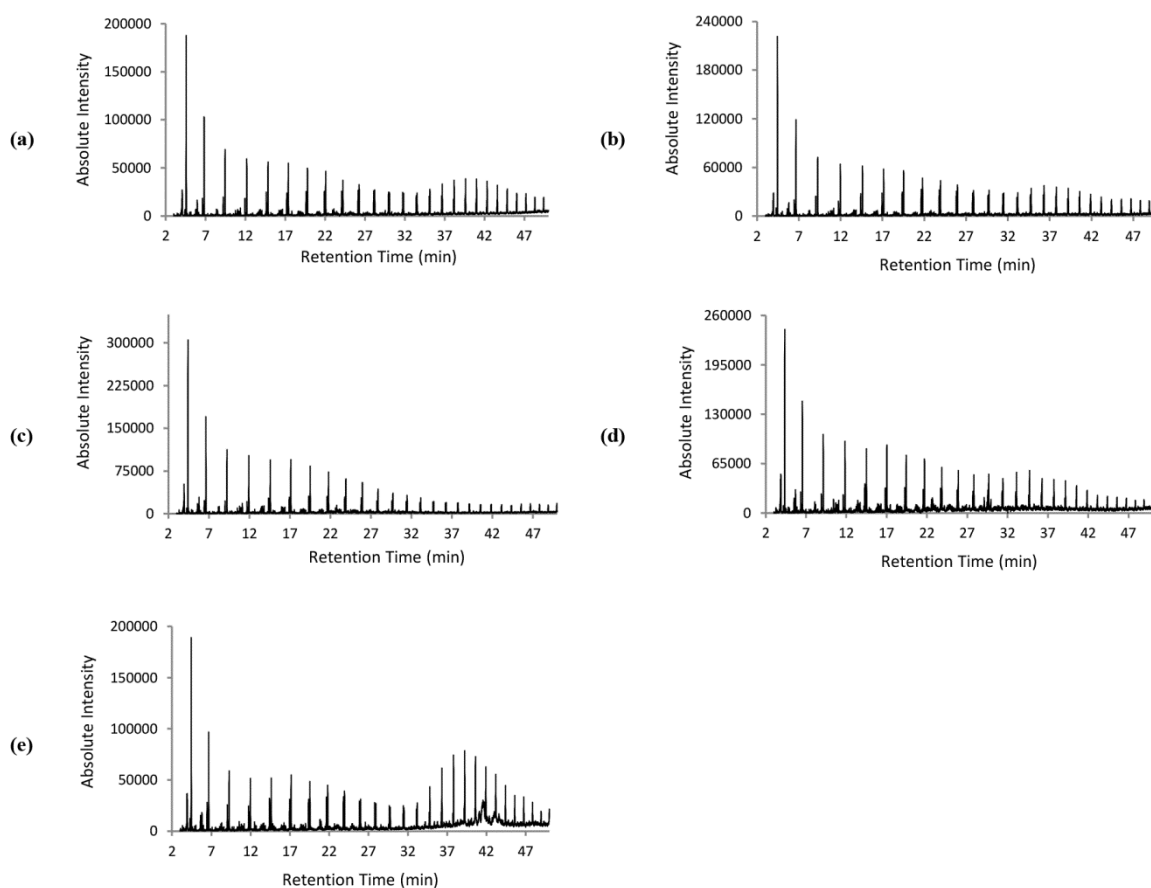 (a)
Absolute Intensity
200000
150000
100000
50000
0
2 7 12 17 22 27 32 37 42 47
Retention Time (min)
(b)
Absolute Intensity
240000
180000
120000
60000
0
2 7 12 17 22 27 32 37 42 47
Retention Time (min)
(c)
Absolute Intensity
300000
225000
150000
75000
0
2 7 12 17 22 27 32 37 42 47
Retention Time (min)
(d)
Absolute Intensity
260000
195000
130000
65000
0
2 7 12 17 22 27 32 37 42 47
Retention Time (min)
(e)
Absolute Intensity
200000
150000
100000
50000
0
2 7 12 17 22 27 32 37 42 47
Retention Time (min)